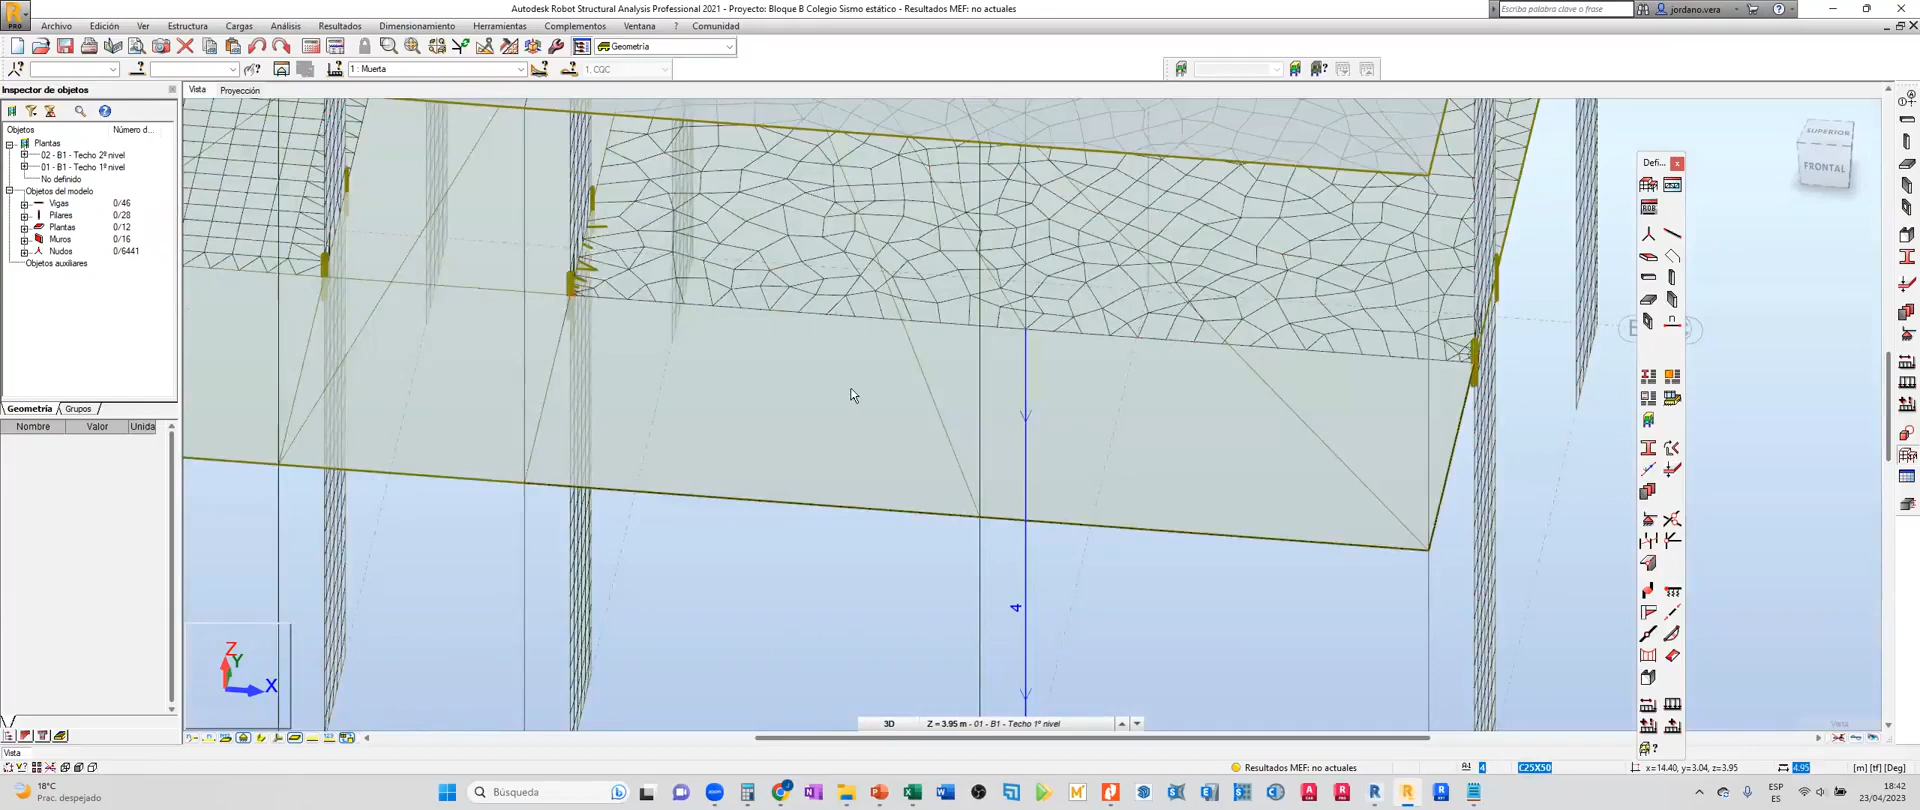 Autodesk Robot Structural Analysis Professional 2021 - Proyecto: Bloque B Colegio Sismo estático - Resultados MEF: no actuales
Escriba palabra clave o frase
jordano.vera
PRO
Archivo Edición Ver Estructura Cargas Análisis Resultados Dimensionamiento Herramientas Complementos Ventana Comunidad
Geometría
1 : Muerta
1. CQC
Inspector de objetos
Vista Proyección
Objetos Número d...
Plantas
02 - B1 - Techo 2º nivel
01 - B1 - Techo 1º nivel
No definido
Objetos del modelo
Vigas 0/46
Pilares 0/28
Plantas 0/12
Muros 0/16
Nudos 0/6441
Objetos auxiliares
SUPERIOR
FRONTAL
Defi...
Geometría Grupos
Nombre Valor Unida
4
Z
Y
X
3D Z = 3.95 m - 01 - B1 - Techo 1º nivel
Vista
Vista
Resultados MEF: no actuales
4
C25X50
x=14.40, y=3.04, z=3.95
4.95
[m] [tf] [Deg]
18°C
Prac. despejado
Búsqueda
ESP
ES
18:42
23/04/2023